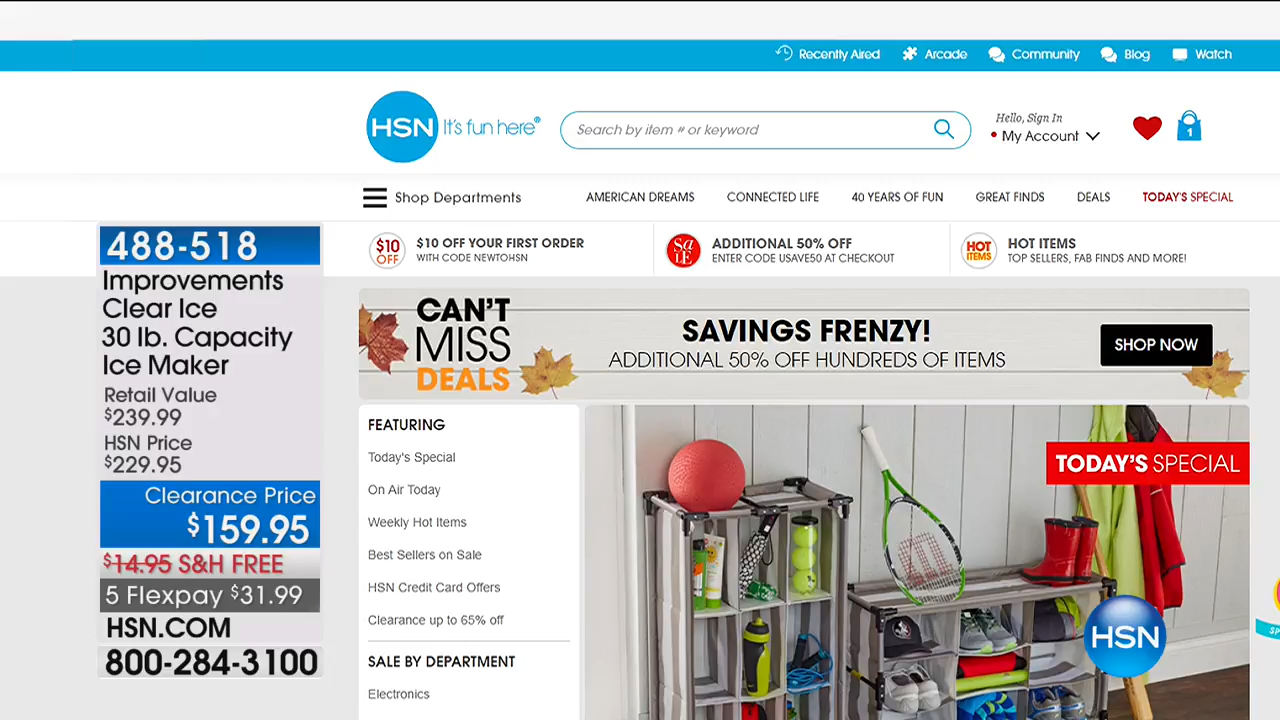 Recently Aired Arcade Community Blog Watch
HSN It's fun here®
Search by item # or keyword
Hello, Sign In
My Account
1
Shop Departments
AMERICAN DREAMS CONNECTED LIFE 40 YEARS OF FUN GREAT FINDS DEALS TODAY'S SPECIAL
$10 OFF
$10 OFF YOUR FIRST ORDER
WITH CODE NEWTOHSN
SaLE
ADDITIONAL 50% OFF
ENTER CODE USAVE50 AT CHECKOUT
HOT ITEMS
HOT ITEMS
TOP SELLERS, FAB FINDS AND MORE!
488-518
Improvements
Clear Ice
30 lb. Capacity
Ice Maker
Retail Value
$239.99
HSN Price
$229.95
Clearance Price
$159.95
$14.95 S&H FREE
5 Flexpay $31.99
HSN.COM
800-284-3100
CAN'T
MISS
DEALS
SAVINGS FRENZY!
ADDITIONAL 50% OFF HUNDREDS OF ITEMS
SHOP NOW
FEATURING
Today's Special
On Air Today
Weekly Hot Items
Best Sellers on Sale
HSN Credit Card Offers
Clearance up to 65% off
SALE BY DEPARTMENT
Electronics
TODAY'S SPECIAL
HSN